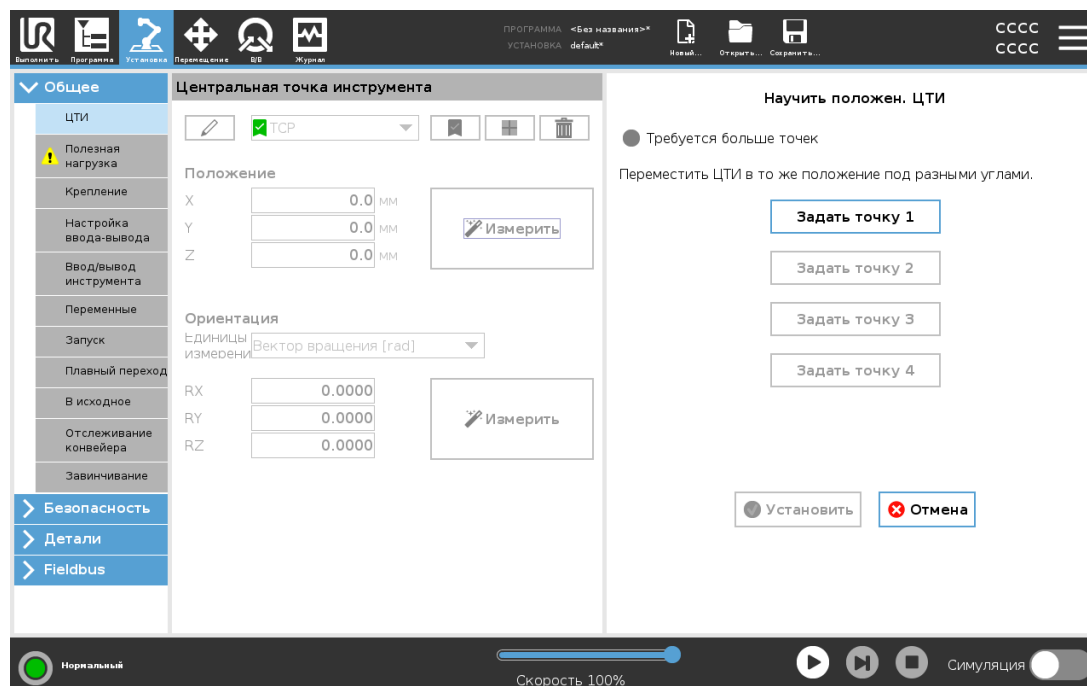 ПРОГРАММА <Без названия>*
УСТАНОВКА default*
UR
Выполнить Программа Установка Перемещение В/В Журнал
Новый... Открыть... Сохранить...
CCCC
CCCC
Общее
ЦТИ
Полезная
нагрузка
Крепление
Настройка
ввода-вывода
Ввод/вывод
инструмента
Переменные
Запуск
Плавный переход
В исходное
Отслеживание
конвейера
Завинчивание
Безопасность
Детали
Fieldbus
Центральная точка инструмента
TCP
Положение
X 0.0 мм
Y 0.0 мм
Z 0.0 мм
Измерить
Ориентация
Единицы
измерени
Вектор вращения [rad]
RX 0.0000
RY 0.0000
RZ 0.0000
Измерить
Научить положен. ЦТИ
Требуется больше точек
Переместить ЦТИ в то же положение под разными углами.
Задать точку 1
Задать точку 2
Задать точку 3
Задать точку 4
Установить Отмена
Нормальный
Скорость 100%
Симуляция